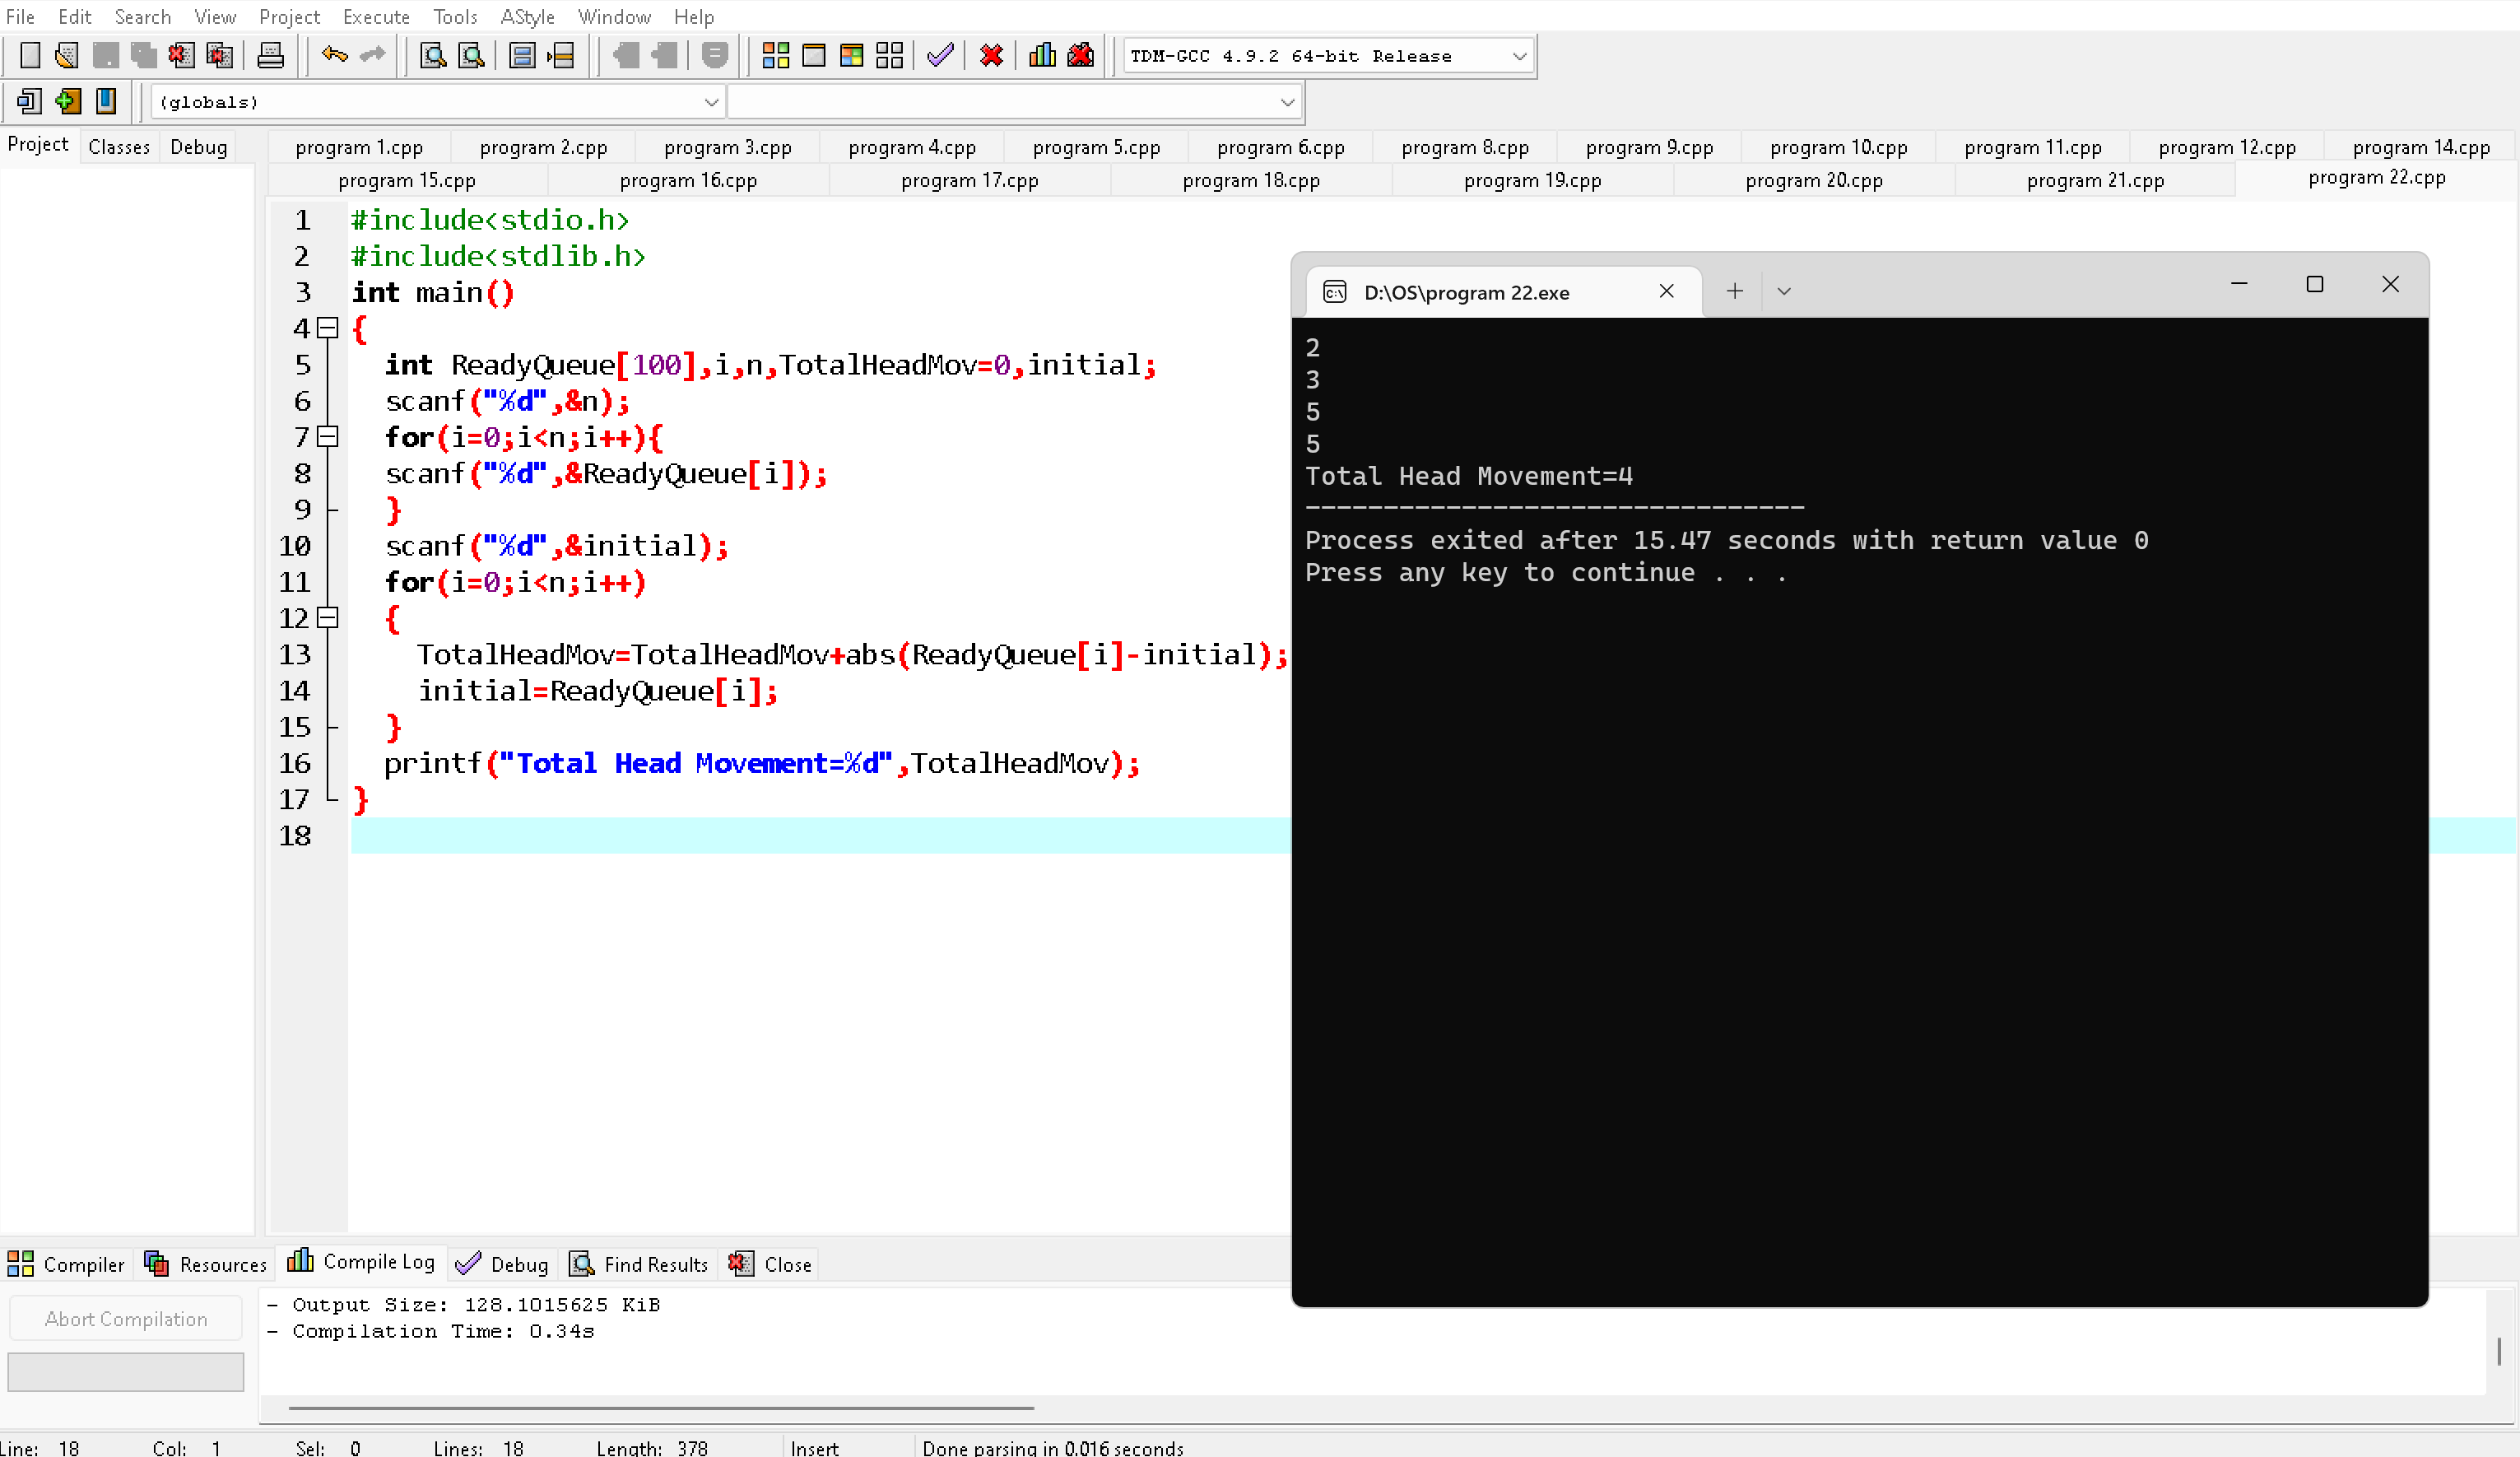 File Edit Search View Project Execute Tools AStyle Window Help
TDM-GCC 4.9.2 64-bit Release
(globals)
Project Classes Debug
program 1.cpp program 2.cpp program 3.cpp program 4.cpp program 5.cpp program 6.cpp program 8.cpp program 9.cpp program 10.cpp program 11.cpp program 12.cpp program 14.cpp
program 15.cpp program 16.cpp program 17.cpp program 18.cpp program 19.cpp program 20.cpp program 21.cpp program 22.cpp
1 #include<stdio.h>
2 #include<stdlib.h>
3 int main()
4 {
5 int ReadyQueue[100],i,n,TotalHeadMov=0,initial;
6 scanf("%d",&n);
7 for(i=0;i<n;i++){
8 scanf("%d",&ReadyQueue[i]);
9 }
10 scanf("%d",&initial);
11 for(i=0;i<n;i++)
12 {
13 TotalHeadMov=TotalHeadMov+abs(ReadyQueue[i]-initial);
14 initial=ReadyQueue[i];
15 }
16 printf("Total Head Movement=%d",TotalHeadMov);
17 }
18
D:\OS\program 22.exe
2
3
5
5
Total Head Movement=4
--------------------------------
Process exited after 15.47 seconds with return value 0
Press any key to continue . . .
Compiler Resources Compile Log Debug Find Results Close
Abort Compilation
- Output Size: 128.1015625 KiB
- Compilation Time: 0.34s
Line: 18 Col: 1 Sel: 0 Lines: 18 Length: 378 Insert Done parsing in 0.016 seconds